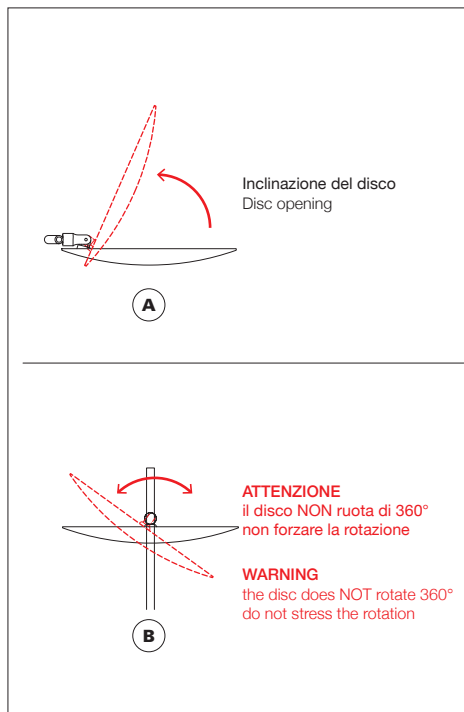 Inclinazione del disco
Disc opening
A
ATTENZIONE
il disco NON ruota di 360°
non forzare la rotazione
WARNING
the disc does NOT rotate 360°
do not stress the rotation
B